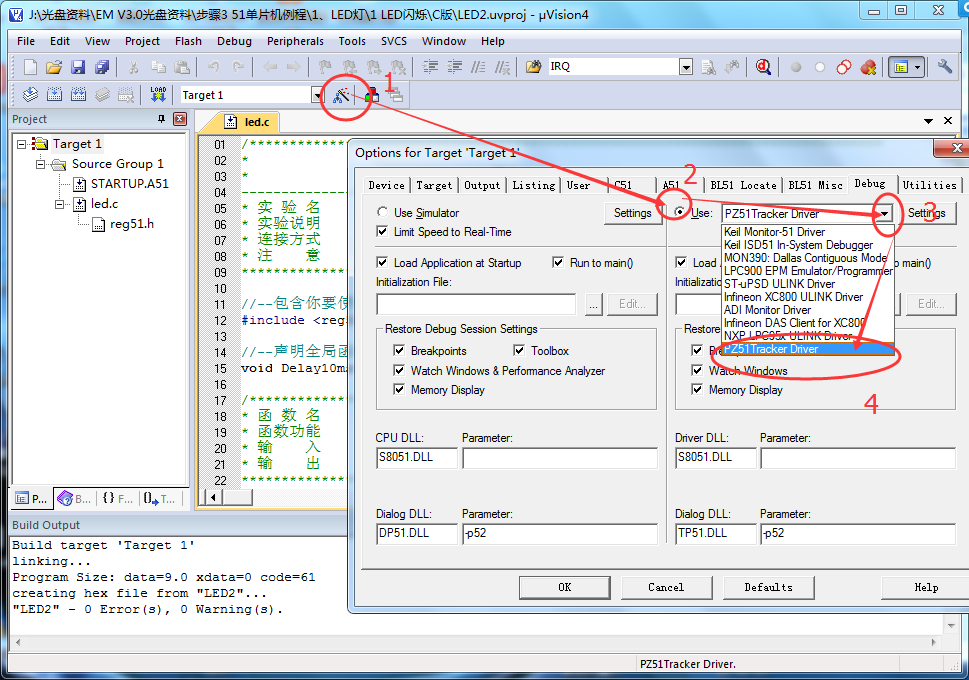 J:\光盘资料\EM V3.0光盘资料\步骤3 51单片机例程\1、LED灯\1 LED闪烁\C版\LED2.uvproj - µVision4
File Edit View Project Flash Debug Peripherals Tools SVCS Window Help
IRQ
LOAD Target 1
1
Project
led.c
Target 1
Source Group 1
STARTUP.A51
led.c
reg51.h
P... B... {} F... 0 T...
01 /**************
02 *
03 *
04 --------------
05 * 实 验 名
06 * 实验说明
07 * 连接方式
08 * 注 意
09 **************
10
11 //--包含你要使
12 #include <reg
13
14 //--声明全局函
15 void Delay10m
16
17 /**************
18 * 函 数 名
19 * 函数功能
20 * 输 入
21 * 输 出
22 **************
Options for Target 'Target 1'
Device Target Output Listing User C51 A51 BL51 Locate BL51 Misc Debug Utilities
2
3
4
Use Simulator Settings
Limit Speed to Real-Time
Load Application at Startup Run to main()
Initialization File:
... Edit...
Restore Debug Session Settings
Breakpoints Toolbox
Watch Windows & Performance Analyzer
Memory Display
CPU DLL: Parameter:
S8051.DLL
Dialog DLL: Parameter:
DP51.DLL -p52
Use: PZ51Tracker Driver Settings
Keil Monitor-51 Driver
Keil ISD51 In-System Debugger
MON390: Dallas Contiguous Mode
LPC900 EPM Emulator/Programmer
ST-uPSD ULINK Driver
Infineon XC800 ULINK Driver
ADI Monitor Driver
Infineon DAS Client for XC800
NXP LPC95x ULINK Driver
PZ51Tracker Driver
Load main()
Edit...
Restore
Watch Windows
Memory Display
Driver DLL: Parameter:
S8051.DLL
Dialog DLL: Parameter:
TP51.DLL -p52
OK Cancel Defaults Help
Build Output
Build target 'Target 1'
linking...
Program Size: data=9.0 xdata=0 code=61
creating hex file from "LED2"...
"LED2" - 0 Error(s), 0 Warning(s).
PZ51Tracker Driver.